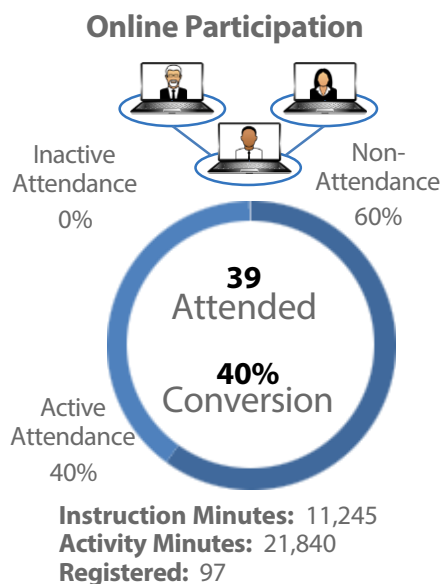 Online Participation
Inactive
Attendance
0%
Non-
Attendance
60%
39
Attended
40%
Conversion
Active
Attendance
40%
Instruction Minutes: 11,245
Activity Minutes: 21,840
Registered: 97